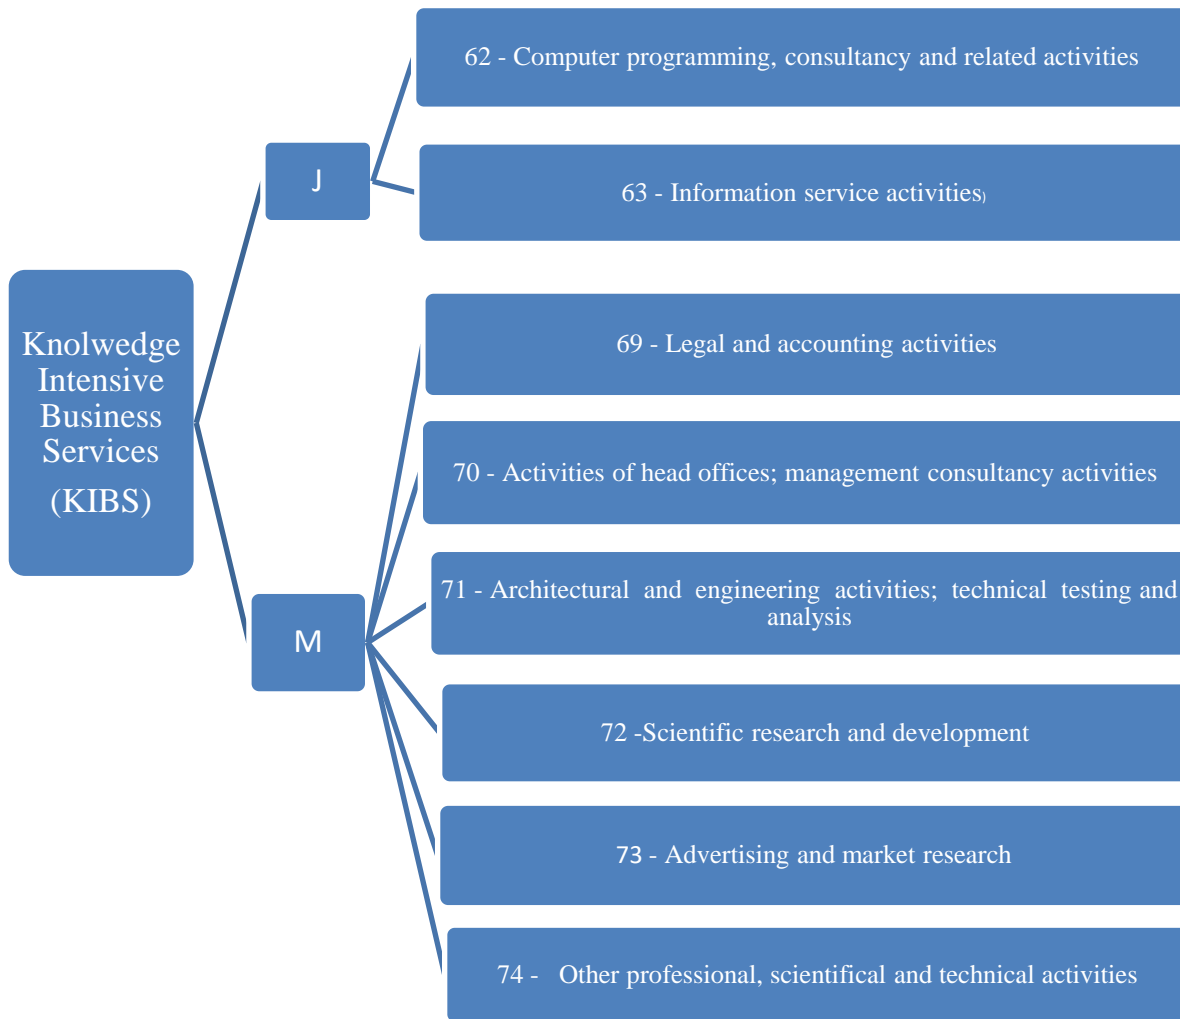 62 - Computer programming, consultancy and related activities
J
63 - Information service activities)
Knolwedge
Intensive
Business
Services
(KIBS)
69 - Legal and accounting activities
70 - Activities of head offices; management consultancy activities
71 - Architectural and engineering activities; technical testing and
analysis
M
72 -Scientific research and development
73 - Advertising and market research
74 - Other professional, scientifical and technical activities